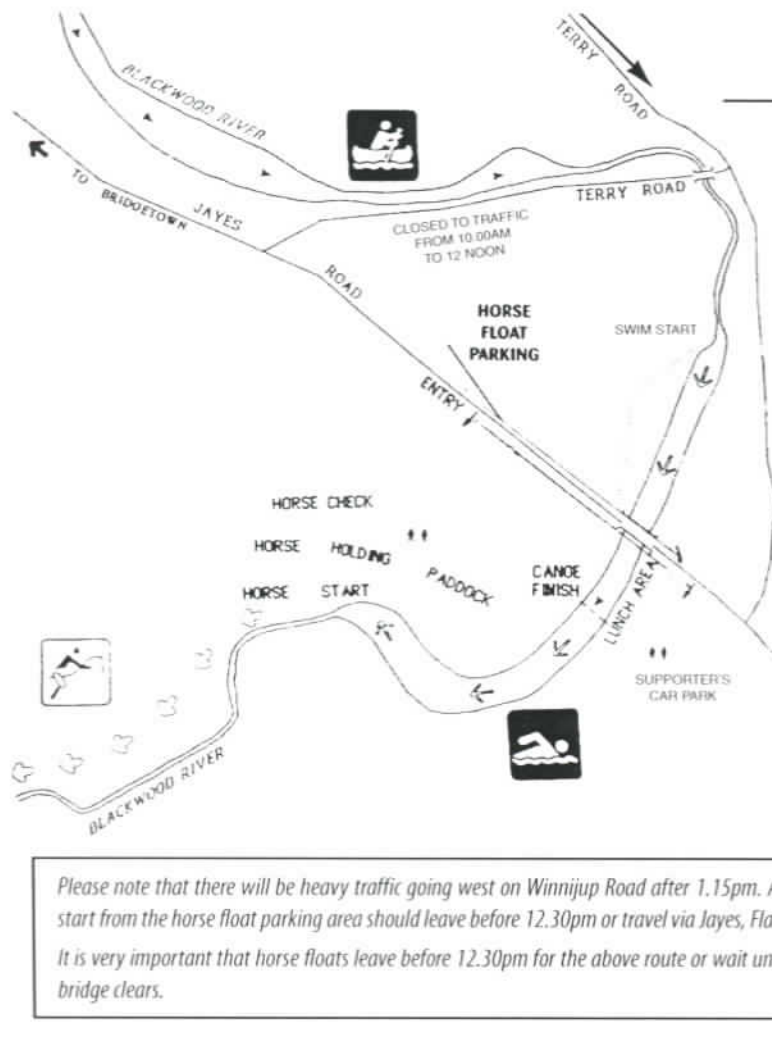 TERRY
ROAD
TERRY
ROAD
BLACKWOOD RIVER
TO BRIDGETOWN
JAYES
ROAD
TERRY ROAD
CLOSED TO TRAFFIC
FROM 10.00AM
TO 12 NOON
HORSE
FLOAT
PARKING
SWIM START
ENTRY
HORSE CHECK
HORSE HOLDING PADDOCK
HORSE START
CANOE
FINISH
LUNCH AREA
SUPPORTER'S
CAR PARK
BLACKWOOD RIVER
Please note that there will be heavy traffic going west on Winnijup Road after 1.15pm.
start from the horse float parking area should leave before 12.30pm or travel via Jayes,
It is very important that horse floats leave before 12.30pm for the above route or wait
bridge clears.